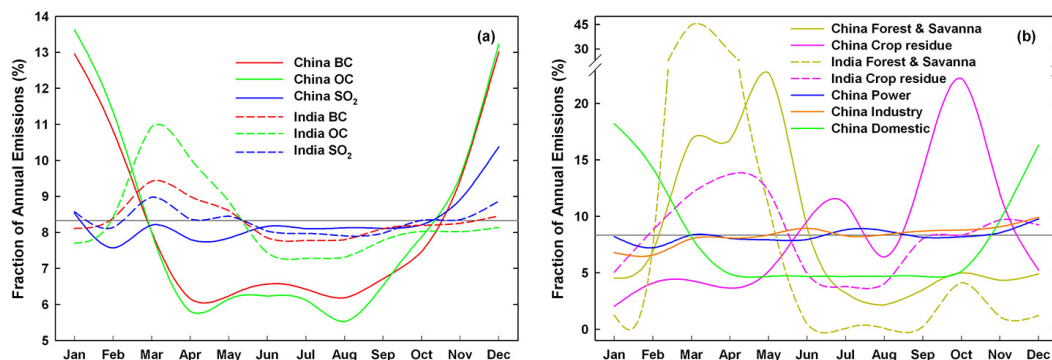 14
13
12
11
10
9
8
7
6
5
Fraction of Annual Emissions (%)
(a)
China BC
China OC
China SO₂
India BC
India OC
India SO₂
Jan Feb Mar Apr May Jun Jul Aug Sep Oct Nov Dec
45
30
20
15
10
5
0
Fraction of Annual Emissions (%)
(b)
China Forest & Savanna
China Crop residue
India Forest & Savanna
India Crop residue
China Power
China Industry
China Domestic
Jan Feb Mar Apr May Jun Jul Aug Sep Oct Nov Dec